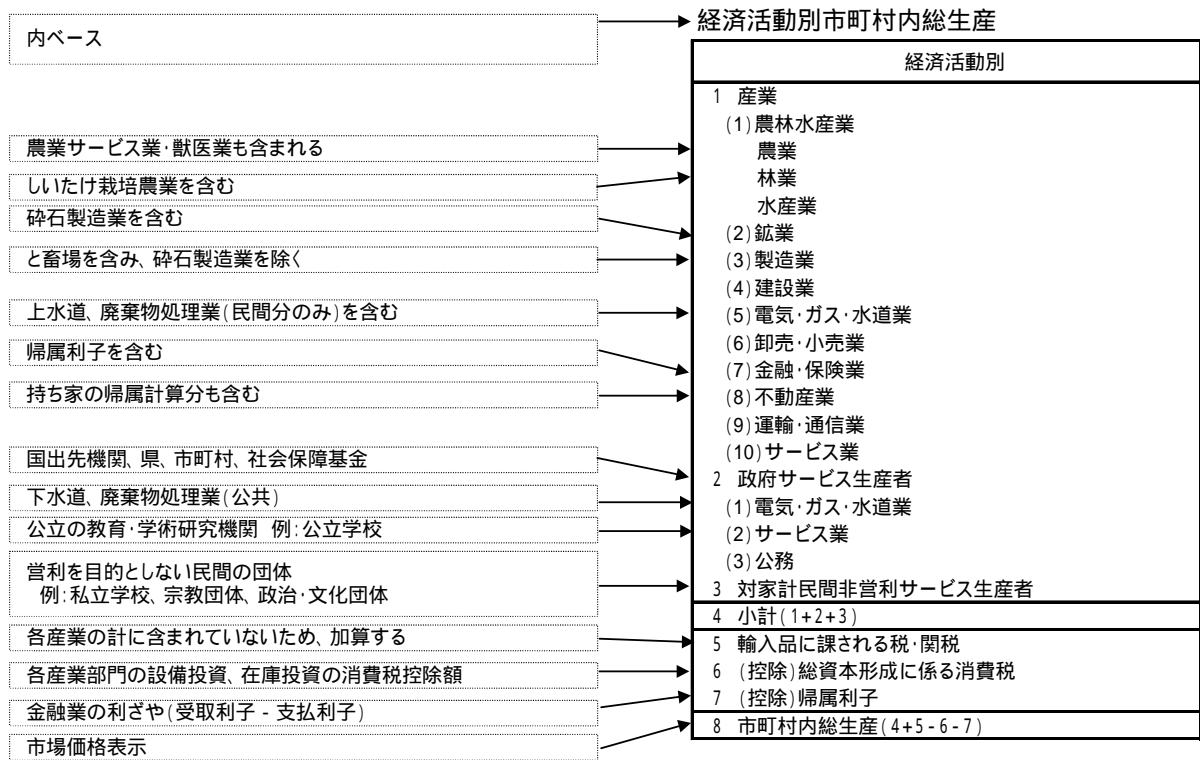 内ベース
農業サービス業･獣医業も含まれる
しいたけ栽培農業を含む
砕石製造業を含む
と畜場を含み､砕石製造業を除く
上水道､廃棄物処理業(民間分のみ)を含む
帰属利子を含む
持ち家の帰属計算分も含む
国出先機関､県､市町村､社会保障基金
下水道､廃棄物処理業(公共)
公立の教育･学術研究機関 例:公立学校
営利を目的としない民間の団体
例:私立学校､宗教団体､政治･文化団体
各産業の計に含まれていないため､加算する
各産業部門の設備投資､在庫投資の消費税控除額
金融業の利ざや(受取利子 - 支払利子)
市場価格表示
経済活動別市町村内総生産
経済活動別
1 産業
(1)農林水産業
農業
林業
水産業
(2)鉱業
(3)製造業
(4)建設業
(5)電気･ガス･水道業
(6)卸売･小売業
(7)金融･保険業
(8)不動産業
(9)運輸･通信業
(10)サービス業
2 政府サービス生産者
(1)電気･ガス･水道業
(2)サービス業
(3)公務
3 対家計民間非営利サービス生産者
4 小計(1+2+3)
5 輸入品に課される税･関税
6 (控除)総資本形成に係る消費税
7 (控除)帰属利子
8 市町村内総生産(4+5-6-7)